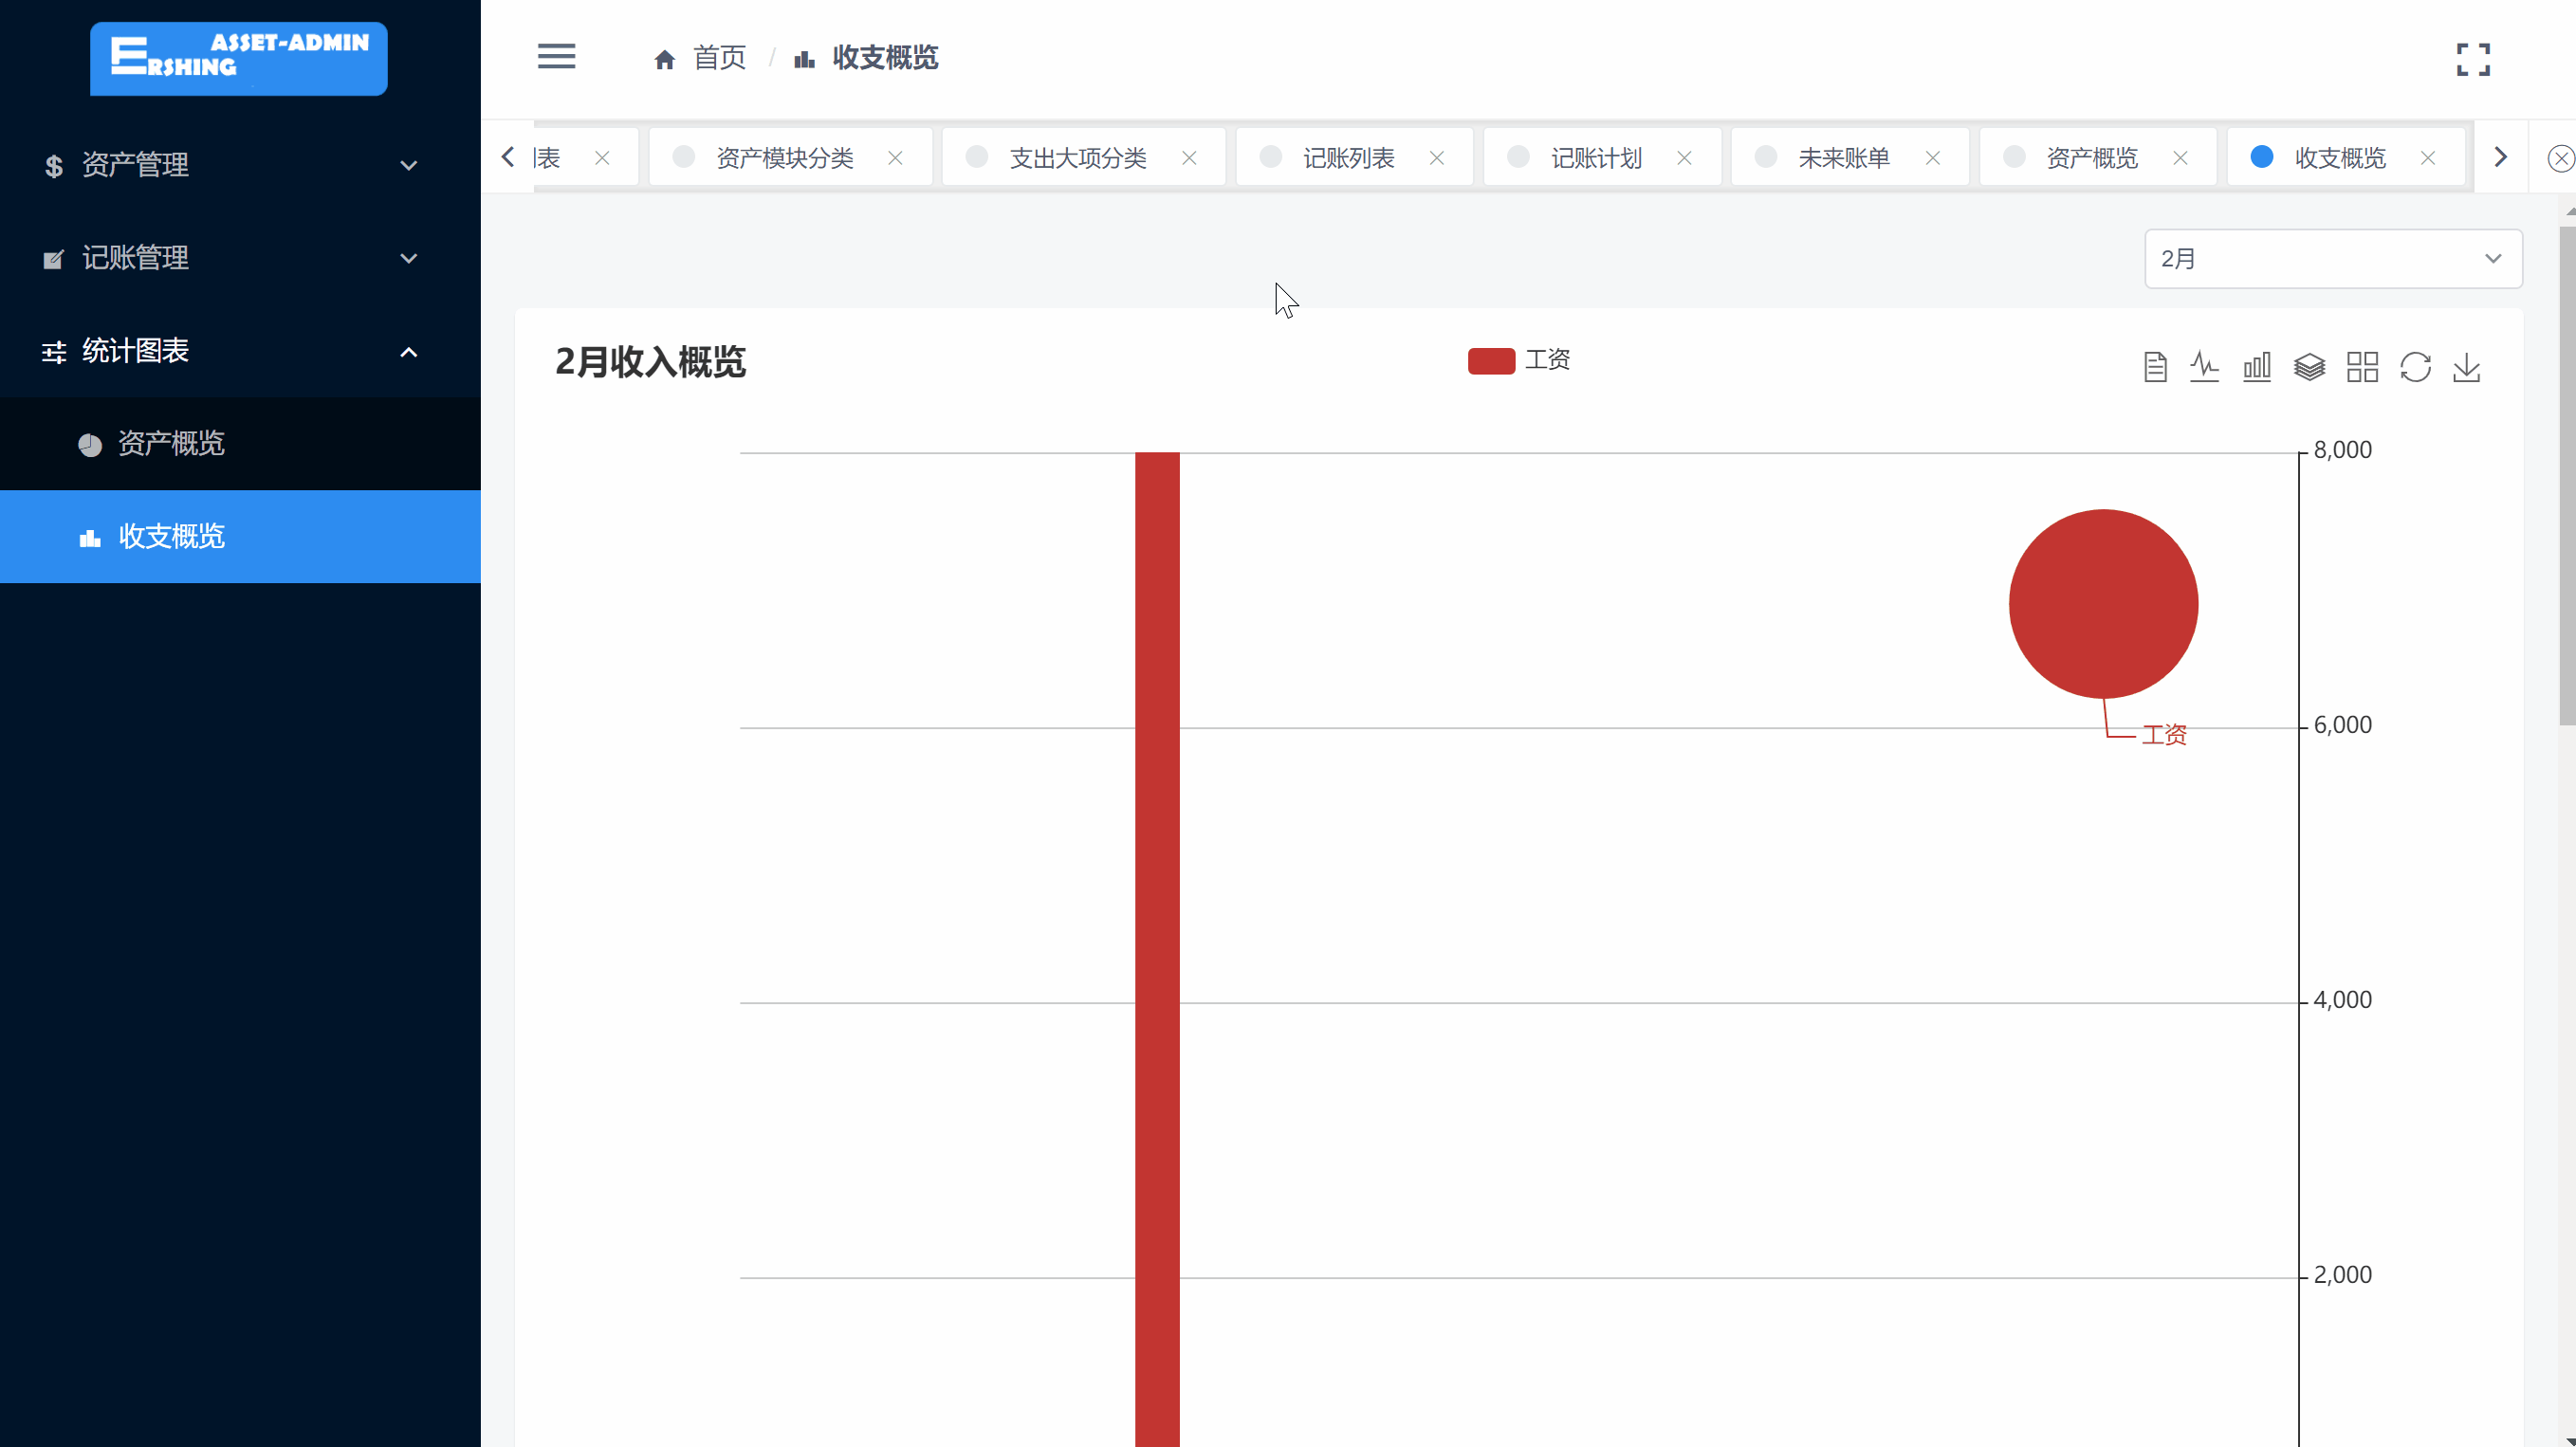 ASSET-ADMIN
ERSHING
资产管理
记账管理
统计图表
资产概览
收支概览
首页 / 收支概览
表
资产模块分类
支出大项分类
记账列表
记账计划
未来账单
资产概览
收支概览
2月
2月收入概览
工资
8,000
6,000
工资
4,000
2,000